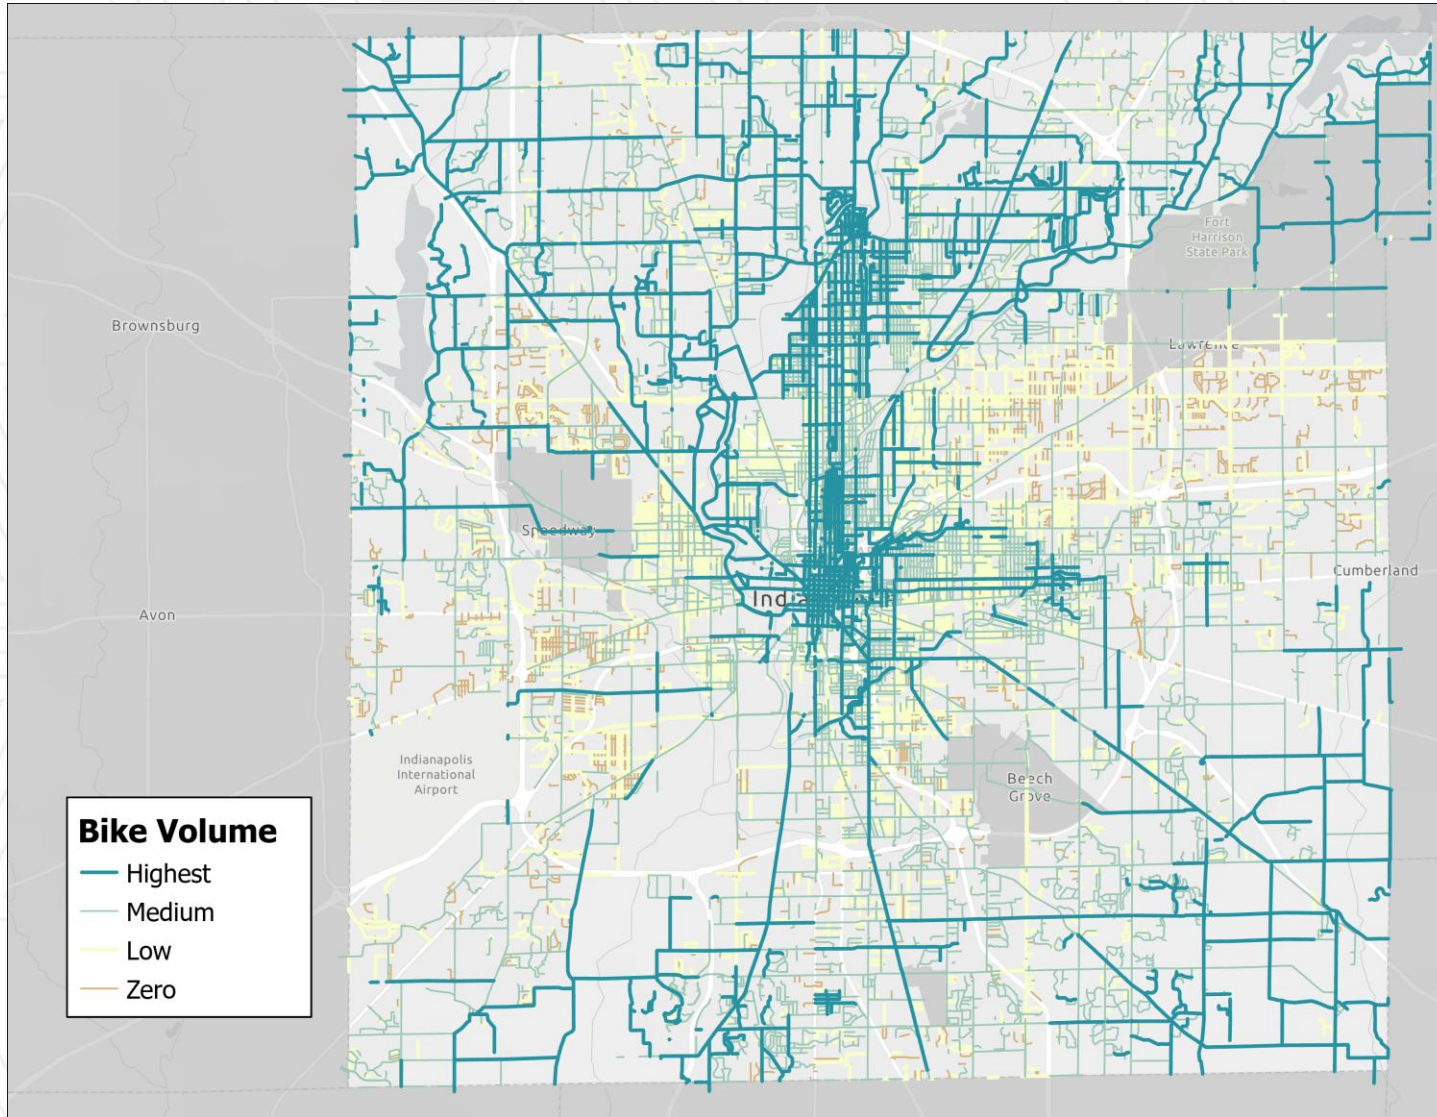 Fort
Harrison
State Park
Brownsburg
Lawrence
Speedway
Cumberland
Avon
Indianapolis
International
Airport
Beech
Grove
Bike Volume
Highest
Medium
Low
Zero